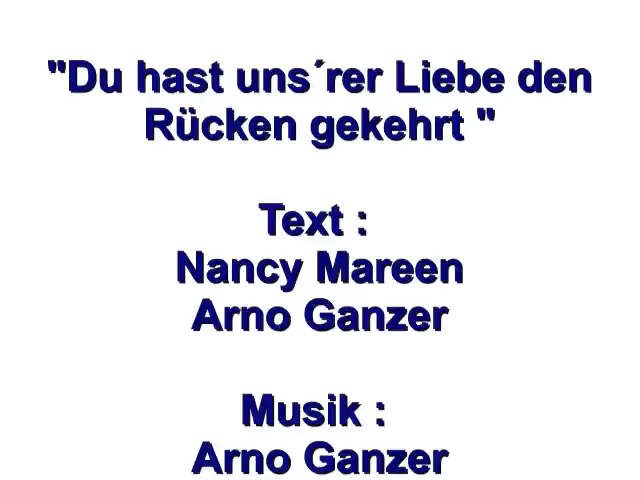 "Du hast uns´rer Liebe den
Rücken gekehrt "
Text :
Nancy Mareen
Arno Ganzer
Musik :
Arno Ganzer